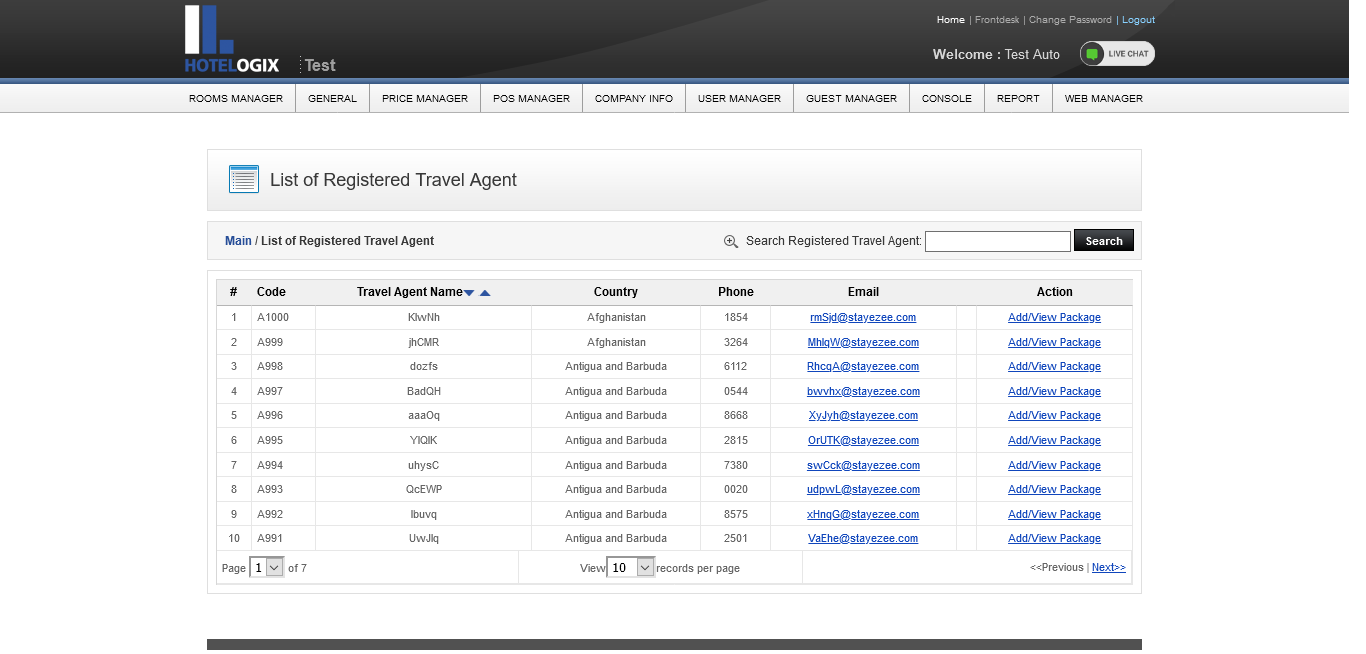 Home | Frontdesk | Change Password | Logout
HOTELOGIX Test
Welcome : Test Auto LIVE CHAT
ROOMS MANAGER GENERAL PRICE MANAGER POS MANAGER COMPANY INFO USER MANAGER GUEST MANAGER CONSOLE REPORT WEB MANAGER
List of Registered Travel Agent
Main / List of Registered Travel Agent Search Registered Travel Agent: Search
# Code Travel Agent Name Country Phone Email Action
1 A1000 KlwNh Afghanistan 1854 rmSjd@stayezee.com Add/View Package
2 A999 jhCMR Afghanistan 3264 MhlqW@stayezee.com Add/View Package
3 A998 dozfs Antigua and Barbuda 6112 RhcqA@stayezee.com Add/View Package
4 A997 BadQH Antigua and Barbuda 0544 bwvhx@stayezee.com Add/View Package
5 A996 aaaOq Antigua and Barbuda 8668 XyJyh@stayezee.com Add/View Package
6 A995 YIQIK Antigua and Barbuda 2815 OrUTK@stayezee.com Add/View Package
7 A994 uhysC Antigua and Barbuda 7380 swCck@stayezee.com Add/View Package
8 A993 QcEWP Antigua and Barbuda 0020 udpwL@stayezee.com Add/View Package
9 A992 lbuvq Antigua and Barbuda 8575 xHnqG@stayezee.com Add/View Package
10 A991 UwJlq Antigua and Barbuda 2501 VaEhe@stayezee.com Add/View Package
Page 1 of 7 View 10 records per page <<Previous | Next>>